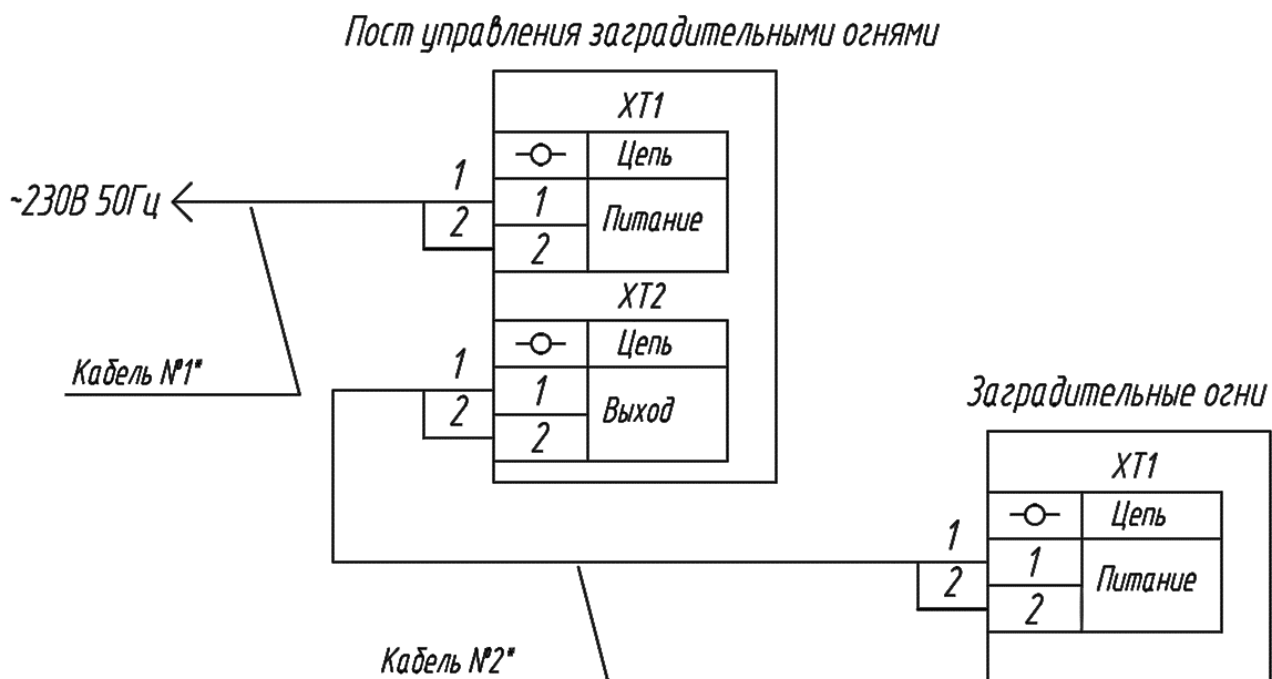 Пост управления заградительными огнями
XT1
Цепь
1
~230В 50Гц
1
Питание
2
2
XT2
Цепь
Кабель №1*
1
1
Выход
2
2
Заградительные огни
XT1
Цепь
1
1
Питание
2
2
Кабель №2*